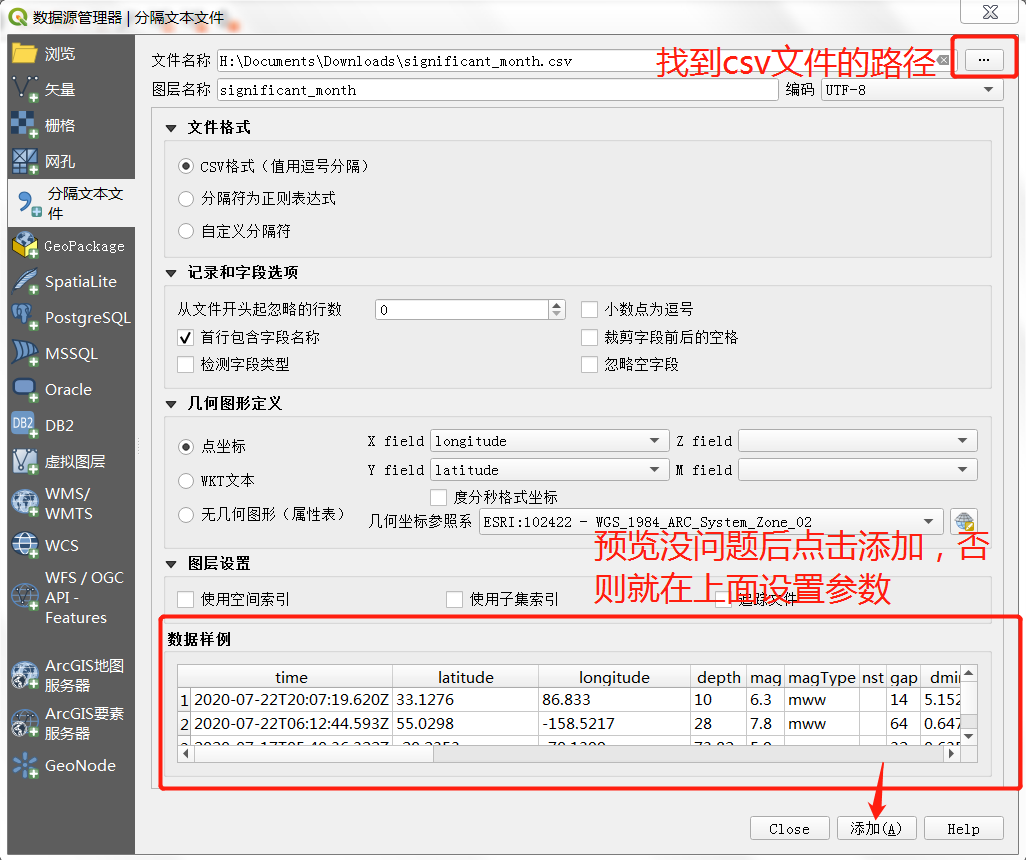 数据源管理器 | 分隔文本文件
浏览
矢量
栅格
网孔
分隔文本文
件
GeoPackage
SpatiaLite
PostgreSQL
MSSQL
Oracle
DB2
DB2
虚拟图层
WMS/
WMTS
WCS
WFS / OGC
API -
Features
ArcGIS地图
服务器
ArcGIS要素
服务器
GeoNode
文件名称 H:\Documents\Downloads\significant_month.csv
找到csv文件的路径
...
图层名称 significant_month 编码 UTF-8
文件格式
CSV格式（值用逗号分隔）
分隔符为正则表达式
自定义分隔符
记录和字段选项
从文件开头起忽略的行数 0 小数点为逗号
首行包含字段名称 裁剪字段前后的空格
检测字段类型 忽略空字段
几何图形定义
点坐标 X field longitude Z field
WKT文本 Y field latitude M field
度分秒格式坐标
无几何图形（属性表） 几何坐标参照系 ESRI:102422 - WGS_1984_ARC_System_Zone_02
预览没问题后点击添加，否
则就在上面设置参数
图层设置
使用空间索引 使用子集索引 追踪文件
数据样例
time latitude longitude depth mag magType nst gap
1 2020-07-22T20:07:19.620Z 33.1276 86.833 10 6.3 mww 14 5.152
2 2020-07-22T06:12:44.593Z 55.0298 -158.5217 28 7.8 mww 64 0.647
Close 添加(A) Help